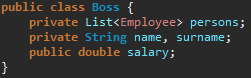 public class Boss {
    private List<Employee> persons;
    private String name, surname;
    public double salary;
}